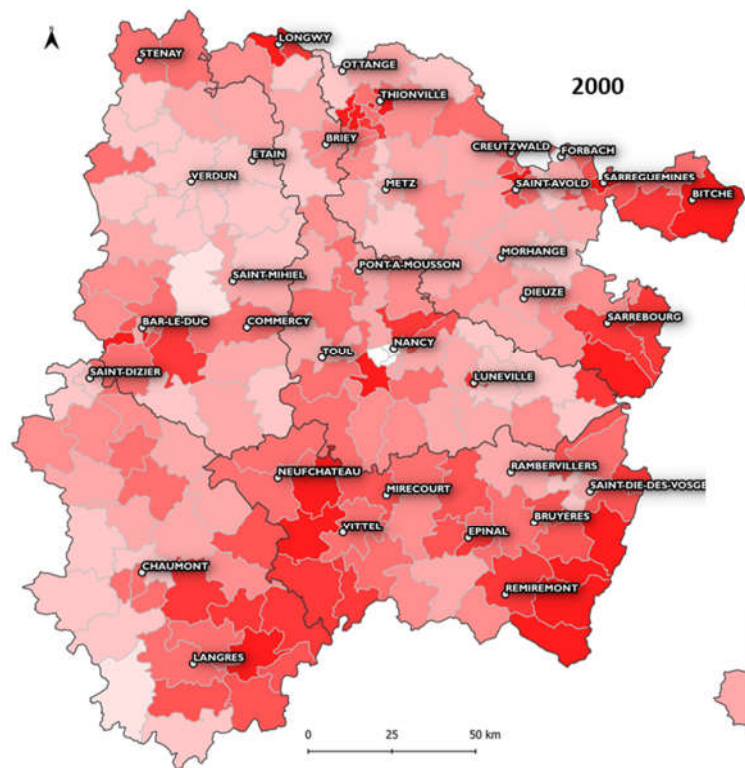 LONGWY
STENAY
OTTANGE
2000
THIONVILLE
BRIEY
CREUTZWALD
FORBACH
ETAIN
VERDUN
METZ
SAINT-AVOLD
SARREGUEMINES
BITCHE
MORHANGE
SAINT-MIHIEL
PONT-A-MOUSSON
DIEUZE
BAR-LE-DUC
COMMERCY
SARREBOURG
TOUL
NANCY
SAINT-DIZIER
LUNEVILLE
NEUFCHATEAU
RAMBERVILLERS
MIRECOURT
SAINT-DIE-DES-VOSGE
VITTEL
EPINAL
BRUYERES
CHAUMONT
REMIREMONT
LANGRES
0 25 50 km